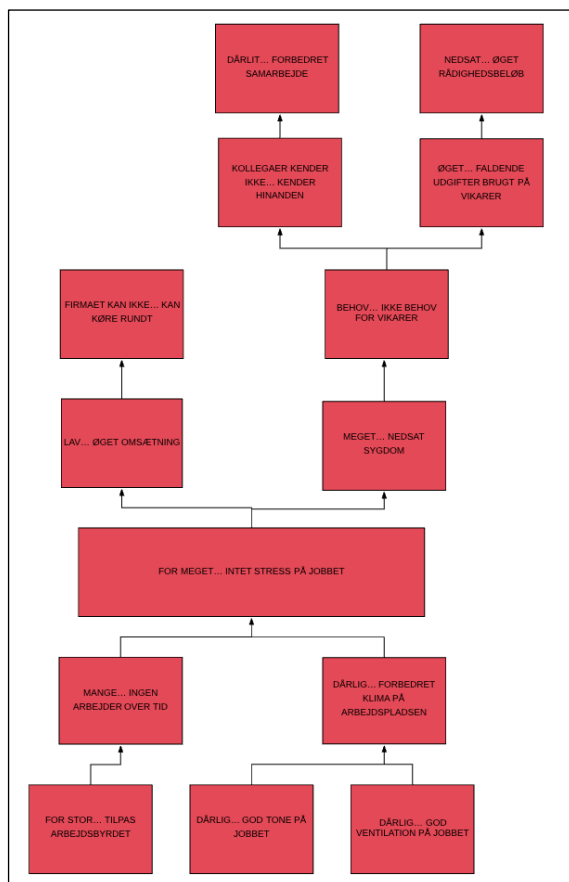 DÅRLIT... FORBEDRET
SAMARBEJDE
NEDSAT... ØGET
RÅDIGHEDSBELØB
KOLLEGAER KENDER
IKKE... KENDER
HINANDEN
ØGET... FALDENDE
UDGIFTER BRUGT PÅ
VIKARER
FIRMAET KAN IKKE... KAN
KØRE RUNDT
BEHOV... IKKE BEHOV
FOR VIKARER
LAV... ØGET OMSÆTNING
MEGET... NEDSAT
SYGDOM
FOR MEGET... INTET STRESS PÅ JOBBET
MANGE... INGEN
ARBEJDER OVER TID
DÅRLIG... FORBEDRET
KLIMA PÅ
ARBEJDSPLADSEN
FOR STOR... TILPAS
ARBEJDSBYRDET
DÅRLIG... GOD TONE PÅ
JOBBET
DÅRLIG... GOD
VENTILATION PÅ JOBBET